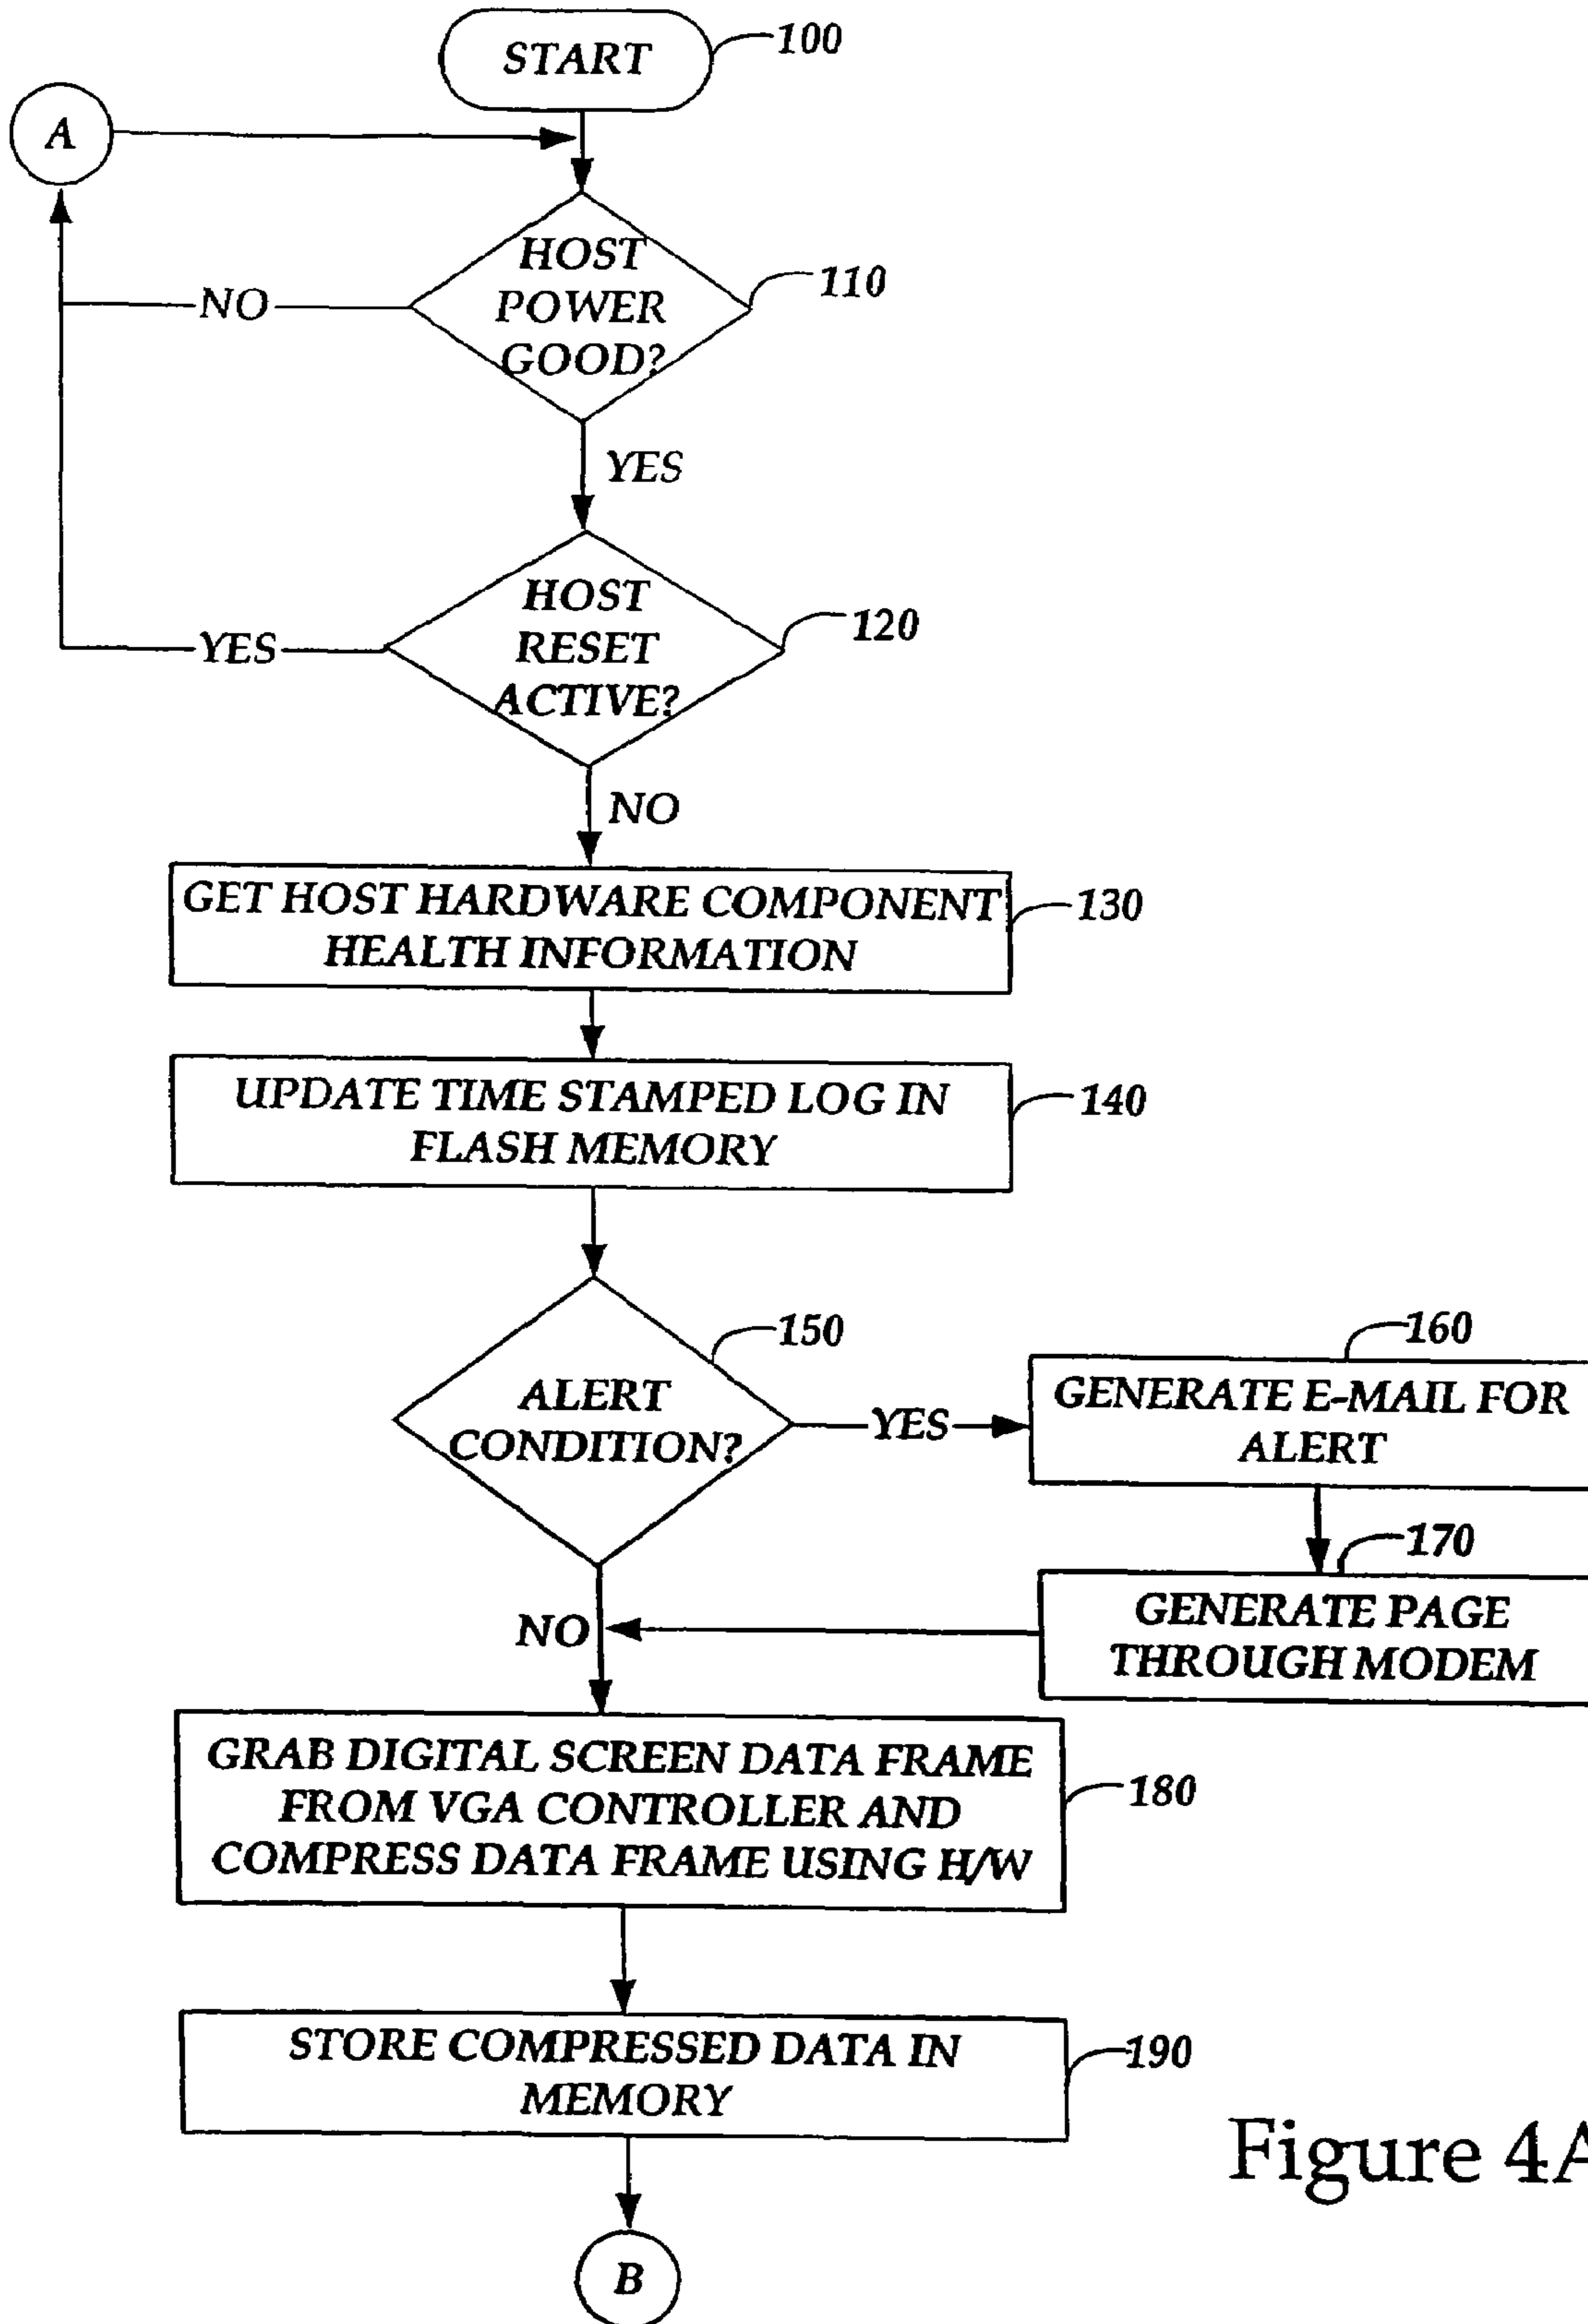 START
100
A
HOST
POWER
GOOD?
110
NO
YES
HOST
RESET
ACTIVE?
120
YES
NO
GET HOST HARDWARE COMPONENT
HEALTH INFORMATION
130
UPDATE TIME STAMPED LOG IN
FLASH MEMORY
140
150
ALERT
CONDITION?
YES
160
GENERATE E-MAIL FOR
ALERT
170
GENERATE PAGE
THROUGH MODEM
NO
GRAB DIGITAL SCREEN DATA FRAME
FROM VGA CONTROLLER AND
COMPRESS DATA FRAME USING H/W
180
STORE COMPRESSED DATA IN
MEMORY
190
Figure 4A
B